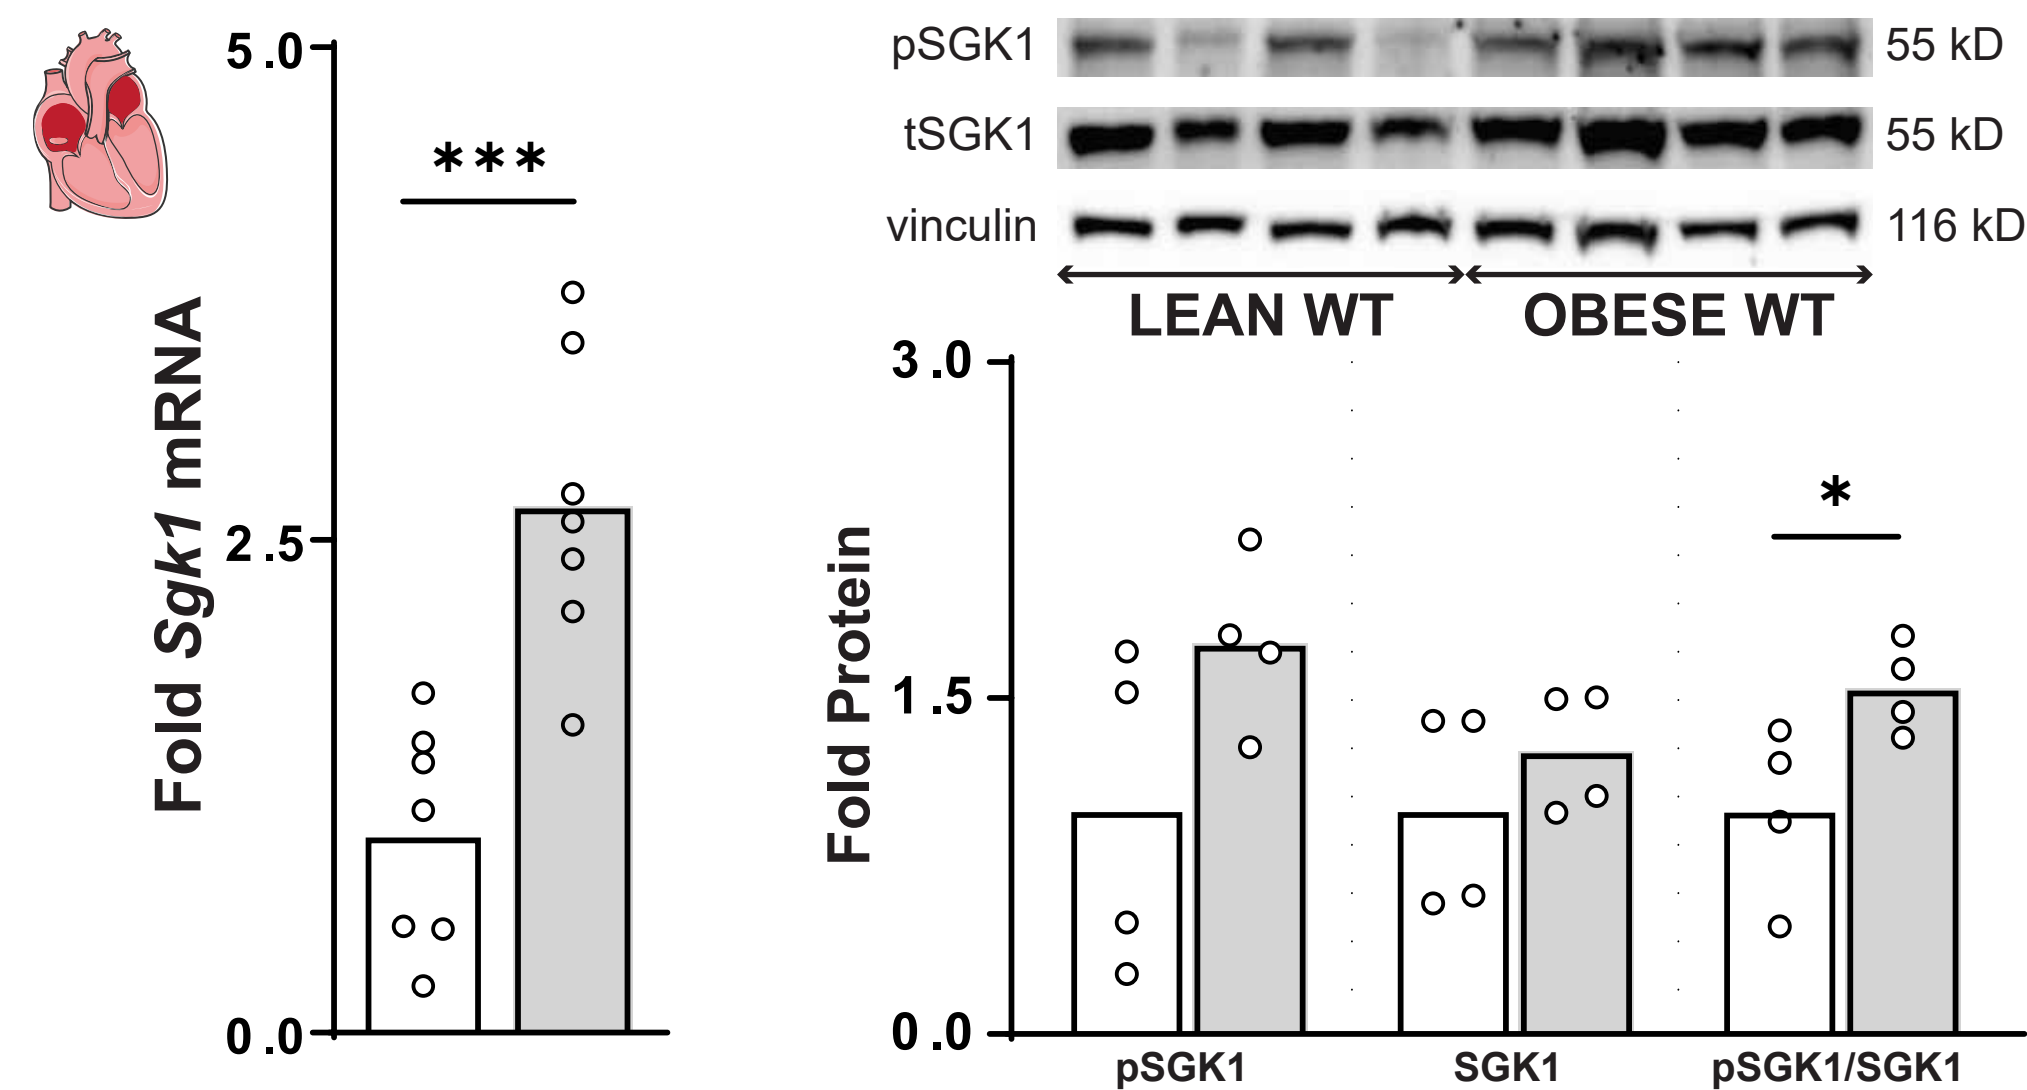 5.0
2.5
0.0
Fold Sgk1 mRNA
***
pSGK1 55 kD
tSGK1 55 kD
vinculin 116 kD
LEAN WT OBESE WT
3.0
1.5
0.0
Fold Protein
*
pSGK1 SGK1 pSGK1/SGK1